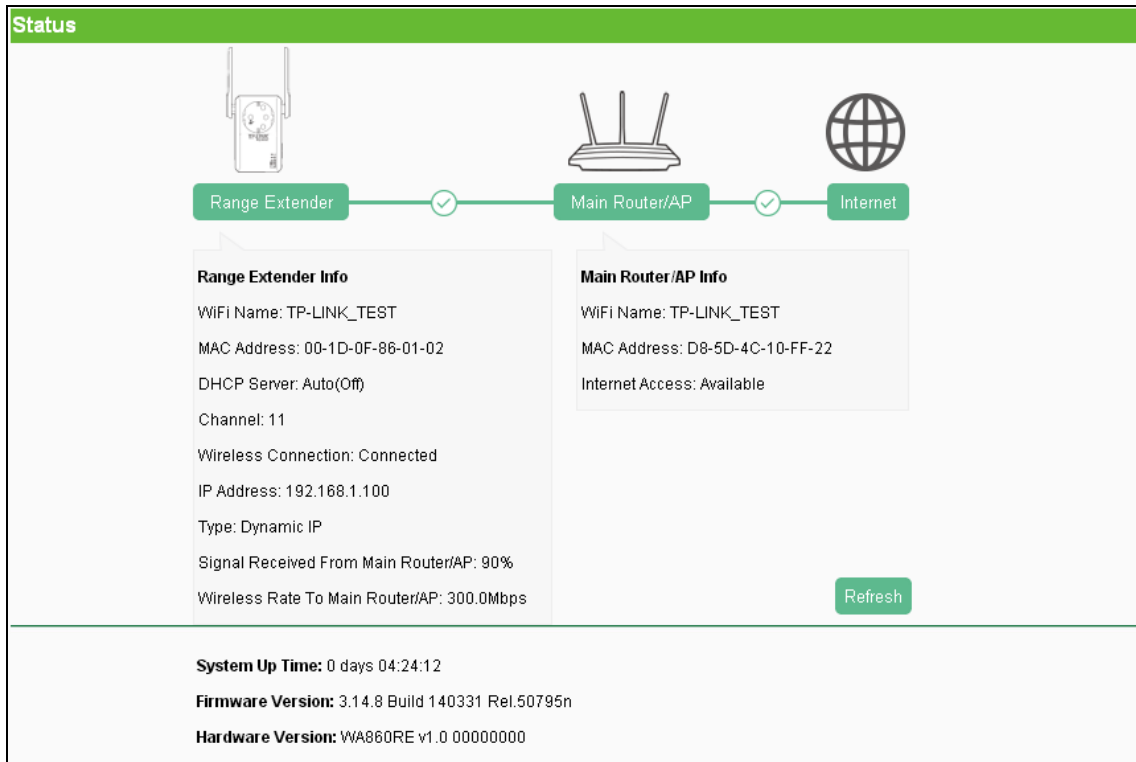 Status
Range Extender
Main Router/AP
Internet
Range Extender Info
WiFi Name: TP-LINK_TEST
MAC Address: 00-1D-0F-86-01-02
DHCP Server: Auto(Off)
Channel: 11
Wireless Connection: Connected
IP Address: 192.168.1.100
Type: Dynamic IP
Signal Received From Main Router/AP: 90%
Wireless Rate To Main Router/AP: 300.0Mbps
Main Router/AP Info
WiFi Name: TP-LINK_TEST
MAC Address: D8-5D-4C-10-FF-22
Internet Access: Available
Refresh
System Up Time: 0 days 04:24:12
Firmware Version: 3.14.8 Build 140331 Rel.50795n
Hardware Version: WA860RE v1.0 00000000